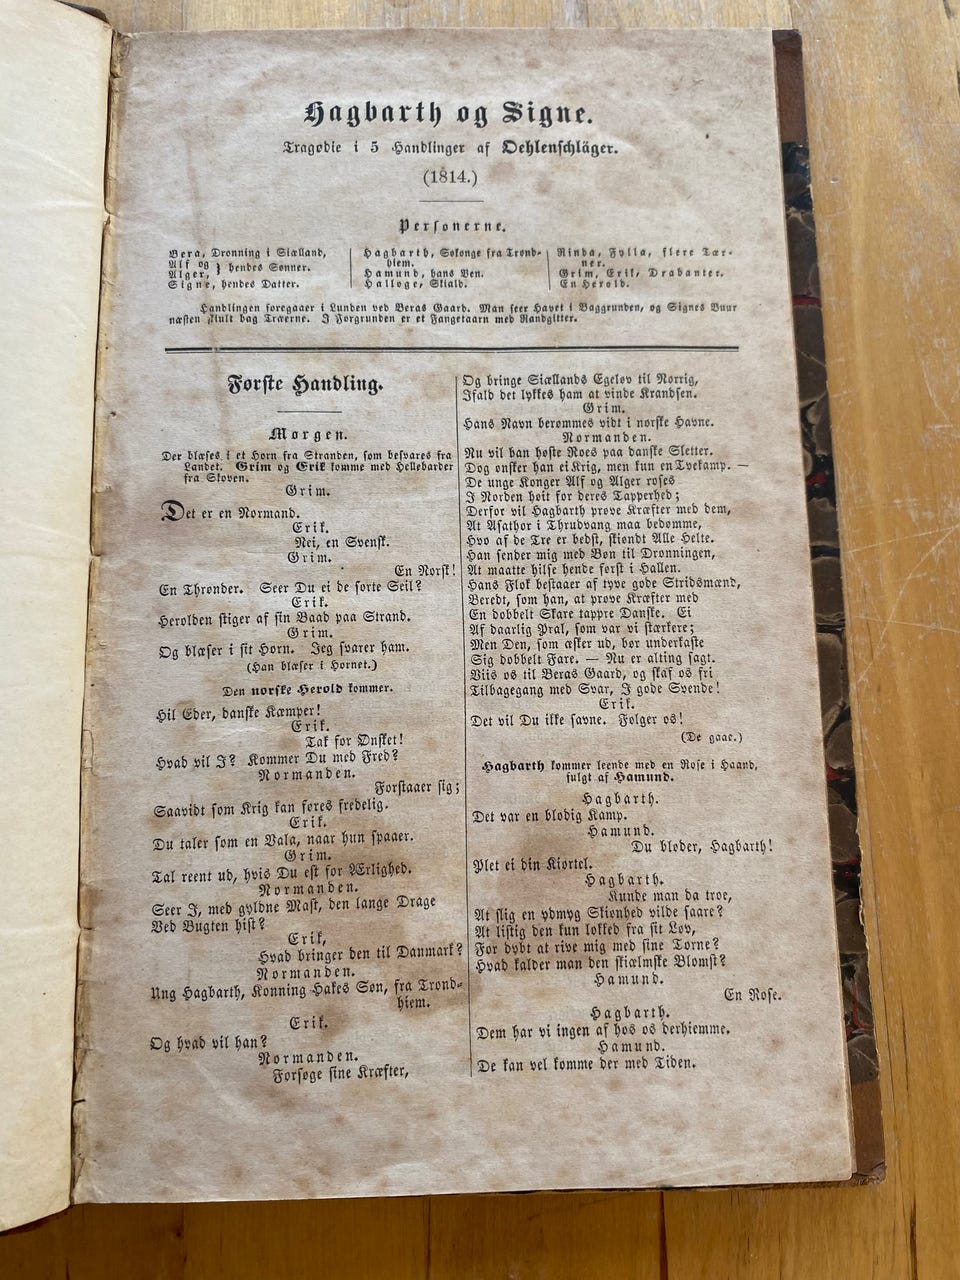 Hagbarth og Signe.
Tragødie i 5 Handlinger af Oehlenschläger.
(1814.)
Personerne.
Bera, Dronning i Siælland,
Alf og } hendes Sønner.
Alger,
Signe, hendes Datter.
Hagbarth, Søkonge fra Trond-
hiem.
Hamund, hans Ven.
Halloge, Skiald.
Rinda, Fylla, flere Tær-
ner.
Grim, Erik, Drabanter.
En Herold.
Handlingen foregaaer i Lunden ved Beras Gaard. Man seer Havet i Baggrunden, og Signes Buur
næsten skiult bag Træerne. I Forgrunden er et Fangetaarn med Randgitter.
Første Handling.
Morgen.
Der blæses i et Horn fra Stranden, som besvares fra
Landet. Grim og Erik komme med Hellebarder
fra Skoven.
Grim.
Det er en Normand.
Erik.
Nei, en Svensk.
Grim.
En Norsk!
En Thronder. Seer Du ei de sorte Seil?
Erik.
Herolden stiger af sin Baad paa Strand.
Grim.
Og blæser i sit Horn. Jeg svarer ham.
(Han blæser i Hornet.)
Den norske Herold kommer.
Hil Eder, danske Kæmper!
Erik.
Tak for Ønsket!
Hvad vil I? Kommer Du med Fred?
Normanden.
Forstaaer sig;
Saavidt som Krig kan føres fredelig.
Erik.
Du taler som en Vala, naar hun spaaer.
Grim.
Tal reent ud, hvis Du est for Ærlighed.
Normanden.
Seer I, med gyldne Mast, den lange Drage
Ved Bugten hist?
Erik,
Hvad bringer den til Danmark?
Normanden.
Ung Hagbarth, Konning Hakes Søn, fra Trond-
hiem.
Erik.
Og hvad vil han?
Normanden.
Forsøge sine Kræfter,
Og bringe Siællands Egeløv til Norrig,
Ifald det lykkes ham at vinde Krandsen.
Grim.
Hans Navn berømmes vidt i norske Havne.
Normanden.
Nu vil han høste Roes paa danske Sletter.
Dog ønsker han ei Krig, men kun en Tvekamp. —
De unge Konger Alf og Alger roses
I Norden høit for deres Tapperhed;
Derfor vil Hagbarth prøve Kræfter med dem,
At Asathor i Thrudvang maa bedømme,
Hvo af de Tre er bedst, skiøndt Alle Helte.
Han sender mig med Bøn til Dronningen,
At maatte hilse hende først i Hallen.
Hans Flok bestaaer af tyve gode Stridsmænd,
Beredt, som han, at prøve Kræfter med
En dobbelt Skare tappre Danske. Ei
Af daarlig Pral, som var vi stærkere;
Men Den, som æsker ud, bør underkaste
Sig dobbelt Fare. — Nu er alting sagt.
Viis os til Beras Gaard, og skaf os fri
Tilbagegang med Svar, I gode Svende!
Erik.
Det vil Du ikke savne. Følger os!
(De gaae.)
Hagbarth kommer leende med en Rose i Haand,
fulgt af Hamund.
Hagbarth.
Det var en blodig Kamp.
Hamund.
Du bløder, Hagbarth!
Plet ei din Kiortel.
Hagbarth.
Kunde man da troe,
At slig en ydmyg Skiønhed vilde saare?
At listig den kun lokked fra sit Løv,
For dybt at rive mig med sine Torne?
Hvad kalder man den skiælmske Blomst?
Hamund.
En Rose.
Hagbarth.
Dem har vi ingen af hos os derhiemme.
Hamund.
De kan vel komme der med Tiden.